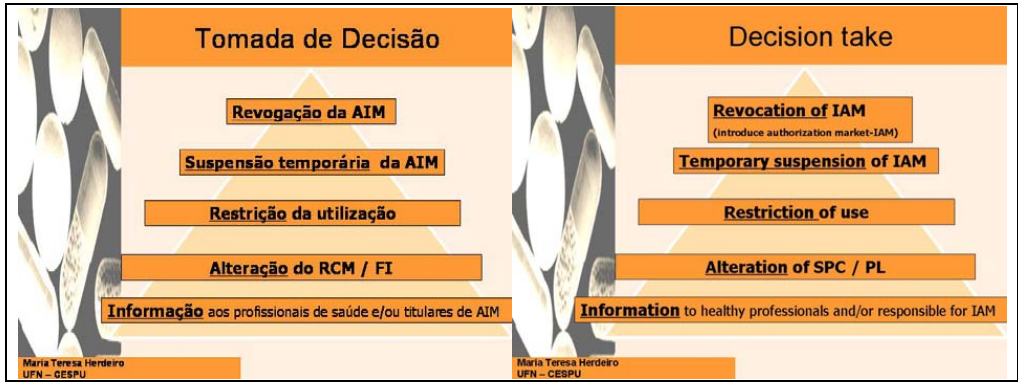 Tomada de Decisão
Revogação da AIM
Suspensão temporária da AIM
Restrição da utilização
Alteração do RCM / FI
Informação aos profissionais de saúde e/ou titulares de AIM
Maria Teresa Herdeiro
UFN – CESPU
Decision take
Revocation of IAM
(introduce authorization market-IAM)
Temporary suspension of IAM
Restriction of use
Alteration of SPC / PL
Information to healthy professionals and/or responsible for IAM
Maria Teresa Herdeiro
UFN – CESPU